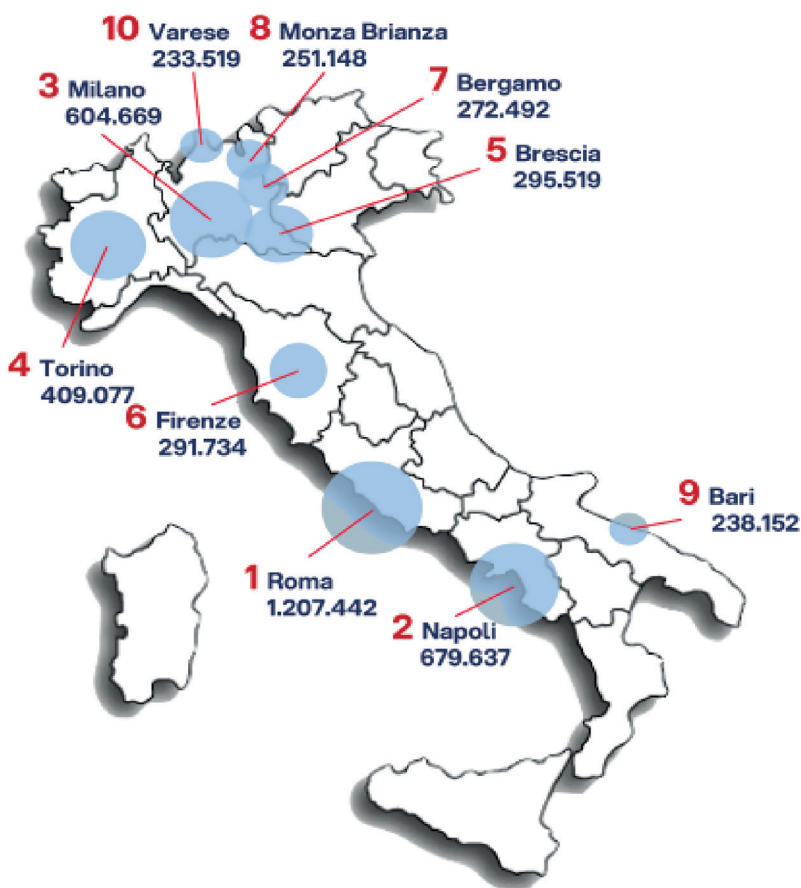 10 Varese
233.519
8 Monza Brianza
251.148
3 Milano
604.669
7 Bergamo
272.492
5 Brescia
295.519
4 Torino
409.077
6 Firenze
291.734
9 Bari
238.152
1 Roma
1.207.442
2 Napoli
679.637